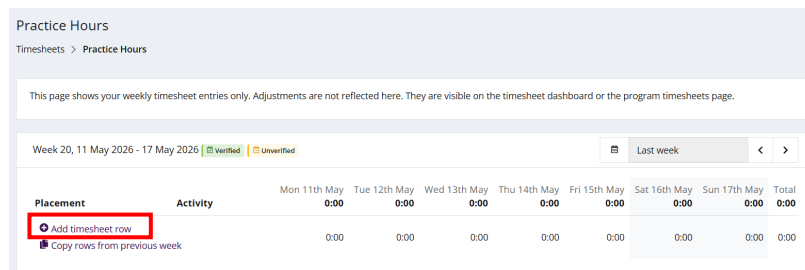 Practice Hours
Timesheets > Practice Hours
This page shows your weekly timesheet entries only. Adjustments are not reflected here. They are visible on the timesheet dashboard or the program timesheets page.
Week 20, 11 May 2026 - 17 May 2026 Verified Unverified Last week < >
Mon 11th May Tue 12th May Wed 13th May Thu 14th May Fri 15th May Sat 16th May Sun 17th May Total
Placement Activity 0:00 0:00 0:00 0:00 0:00 0:00 0:00 0:00
Add timesheet row
Copy rows from previous week 0:00 0:00 0:00 0:00 0:00 0:00 0:00 0:00